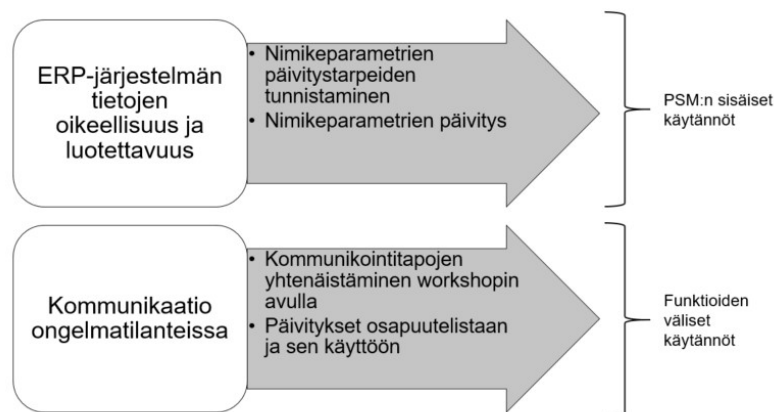 ERP-järjestelmän
tietojen
oikeellisuus ja
luotettavuus
• Nimikeparametrien
päivitystarpeiden
tunnistaminen
• Nimikeparametrien päivitys
PSM:n sisäiset
käytännöt
Kommunikaatio
ongelmatilanteissa
• Kommunikointitapojen
yhtenäistäminen workshopin
avulla
• Päivitykset osapuutelistaan
ja sen käyttöön
Funktioiden
väliset
käytännöt